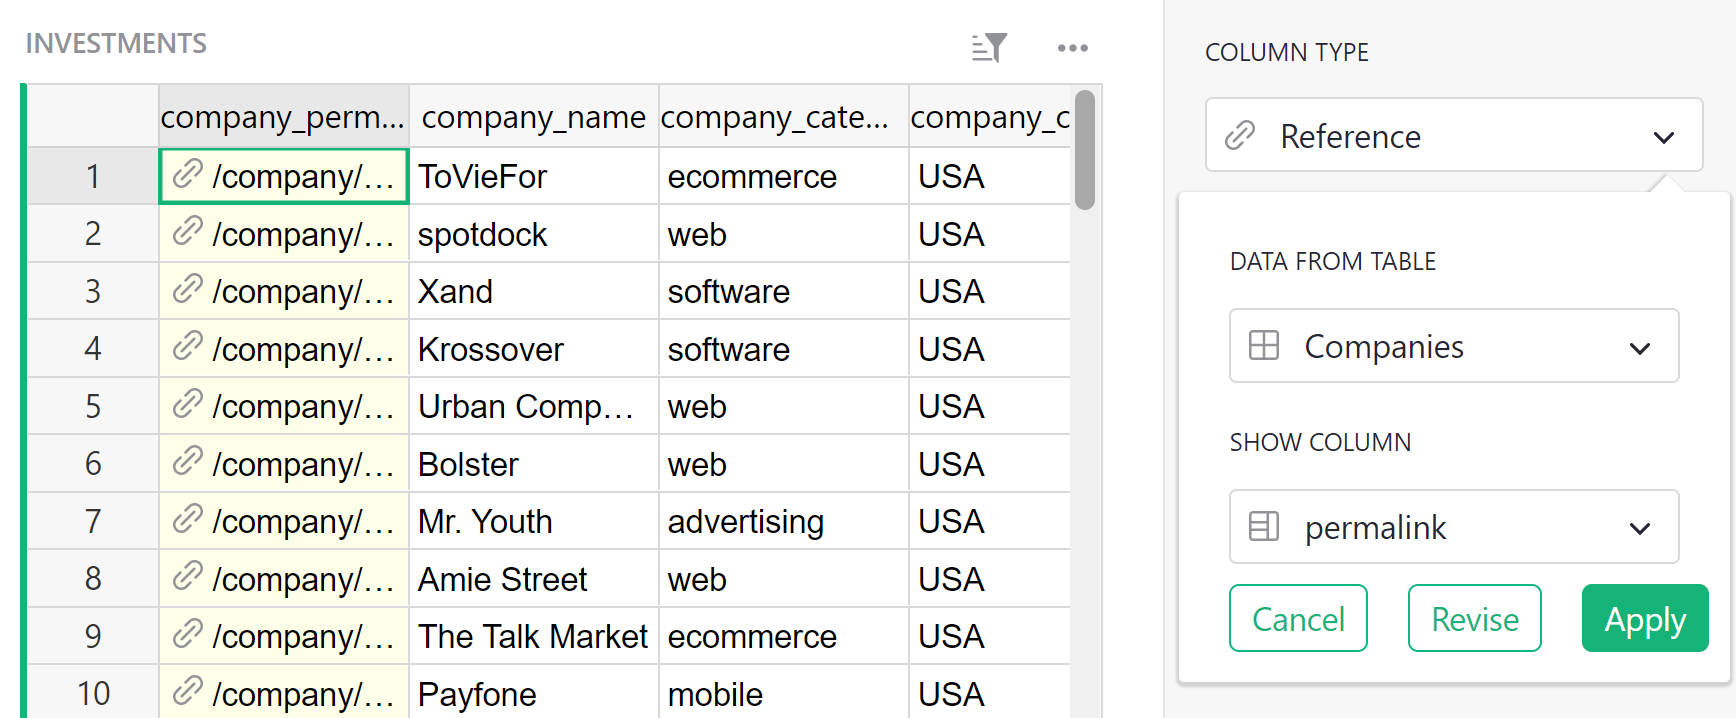 INVESTMENTS
company_perm... company_name company_cate... company_c
1 /company/... ToVieFor ecommerce USA
2 /company/... spotdock web USA
3 /company/... Xand software USA
4 /company/... Krossover software USA
5 /company/... Urban Comp... web USA
6 /company/... Bolster web USA
7 /company/... Mr. Youth advertising USA
8 /company/... Amie Street web USA
9 /company/... The Talk Market ecommerce USA
10 /company/... Payfone mobile USA
COLUMN TYPE
Reference
DATA FROM TABLE
Companies
SHOW COLUMN
permalink
Cancel Revise Apply